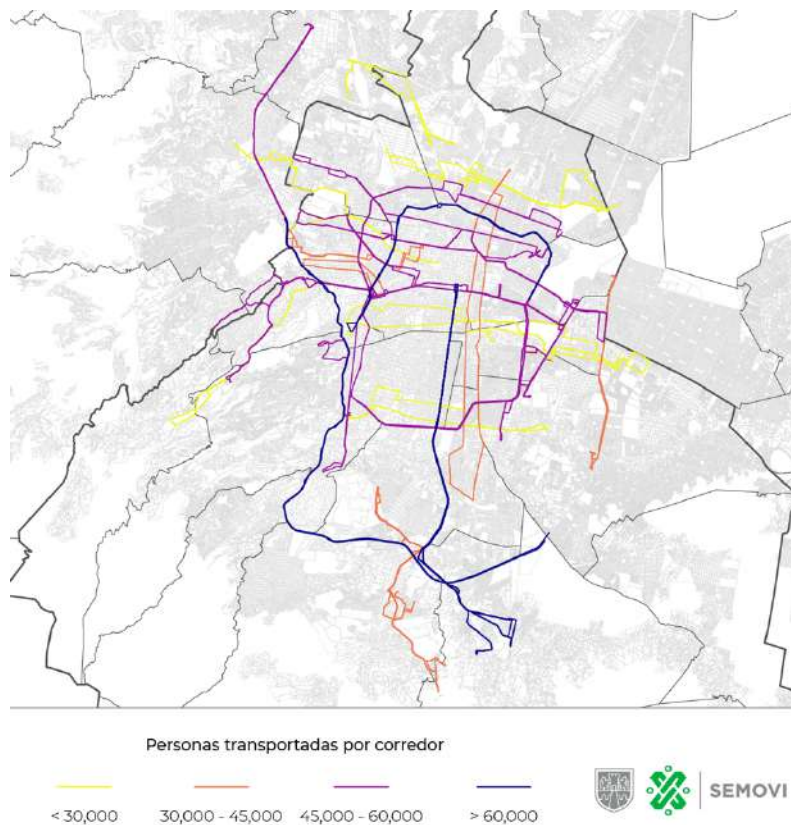 Personas transportadas por corredor
< 30,000
30,000 - 45,000
45,000 - 60,000
> 60,000
SEMOVI